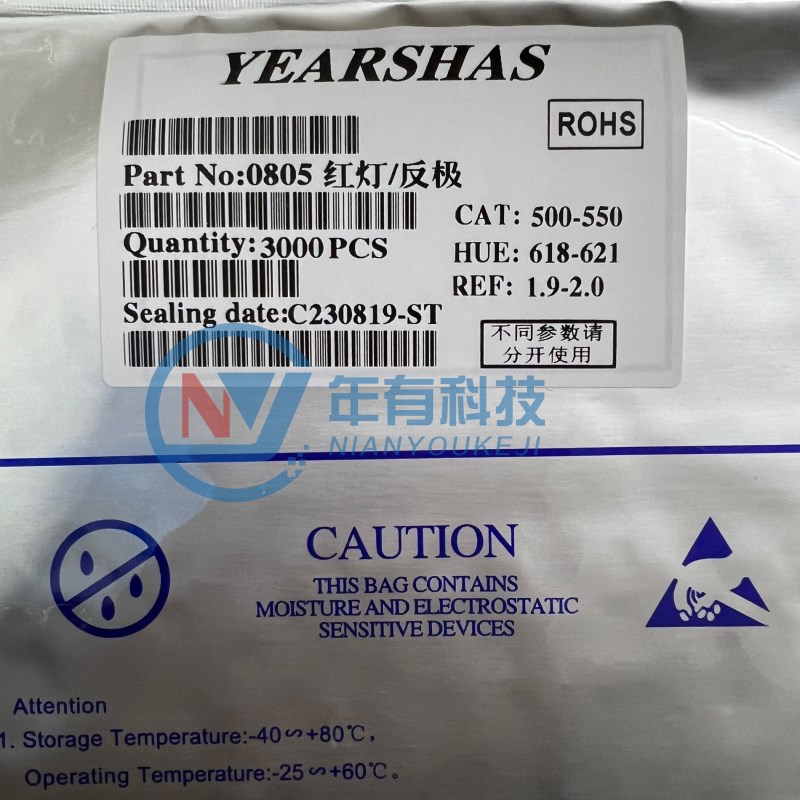 YEARSHAS
ROHS
Part No:0805 红灯/反极
CAT: 500-550
Quantity: 3000PCS
HUE: 618-621
REF: 1.9-2.0
Sealing date:C230819-ST
不同参数请
分开使用
NV 年有科技
NIANYOUKEJI
CAUTION
THIS BAG CONTAINS
MOISTURE AND ELECTROSTATIC
SENSITIVE DEVICES
Attention
1. Storage Temperature:-40∽+80℃,
Operating Temperature:-25∽+60℃。